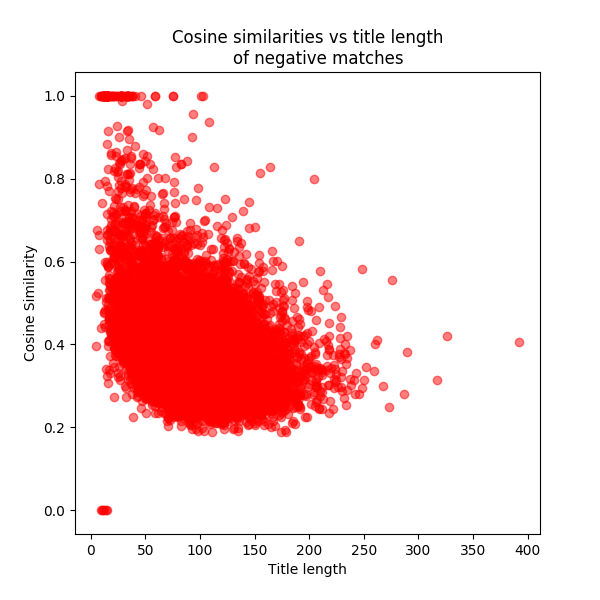 Cosine similarities vs title length
of negative matches
1.0
0.8
0.6
0.4
0.2
0.0
Cosine Similarity
0 50 100 150 200 250 300 350 400
Title length